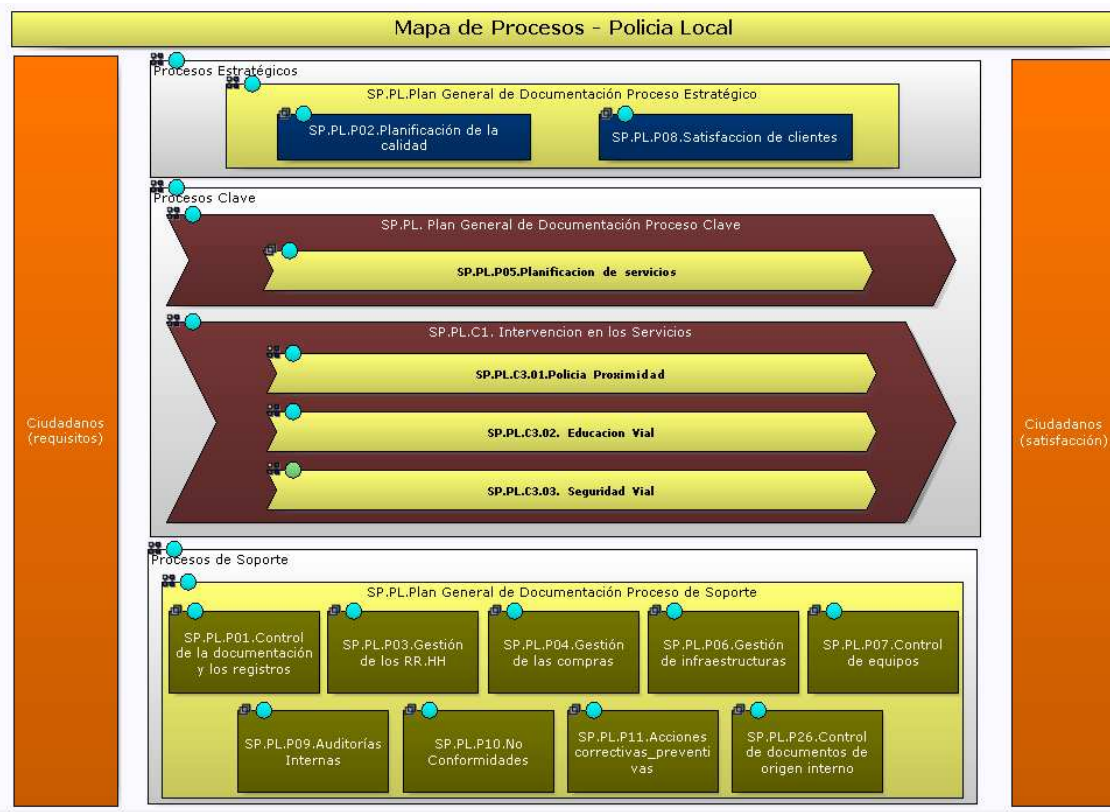 Mapa de Procesos - Policia Local
Procesos Estratégicos
SP.PL.Plan General de Documentación Proceso Estratégico
SP.PL.P02.Planificación de la
calidad
SP.PL.P08.Satisfaccion de clientes
Procesos Clave
SP.PL. Plan General de Documentación Proceso Clave
SP.PL.P05.Planificacion de servicios
SP.PL.C1. Intervencion en los Servicios
SP.PL.C3.01.Policia Proximidad
SP.PL.C3.02. Educacion Vial
SP.PL.C3.03. Seguridad Vial
Ciudadanos
(requisitos)
Ciudadanos
(satisfacción)
Procesos de Soporte
SP.PL.Plan General de Documentación Proceso de Soporte
SP.PL.P01.Control
de la documentación
y los registros
SP.PL.P03.Gestión
de los RR.HH
SP.PL.P04.Gestión
de las compras
SP.PL.P06.Gestión
de infraestructuras
SP.PL.P07.Control
de equipos
SP.PL.P09.Auditorías
Internas
SP.PL.P10.No
Conformidades
SP.PL.P11.Acciones
correctivas_preventi
vas
SP.PL.P26.Control
de documentos de
origen interno